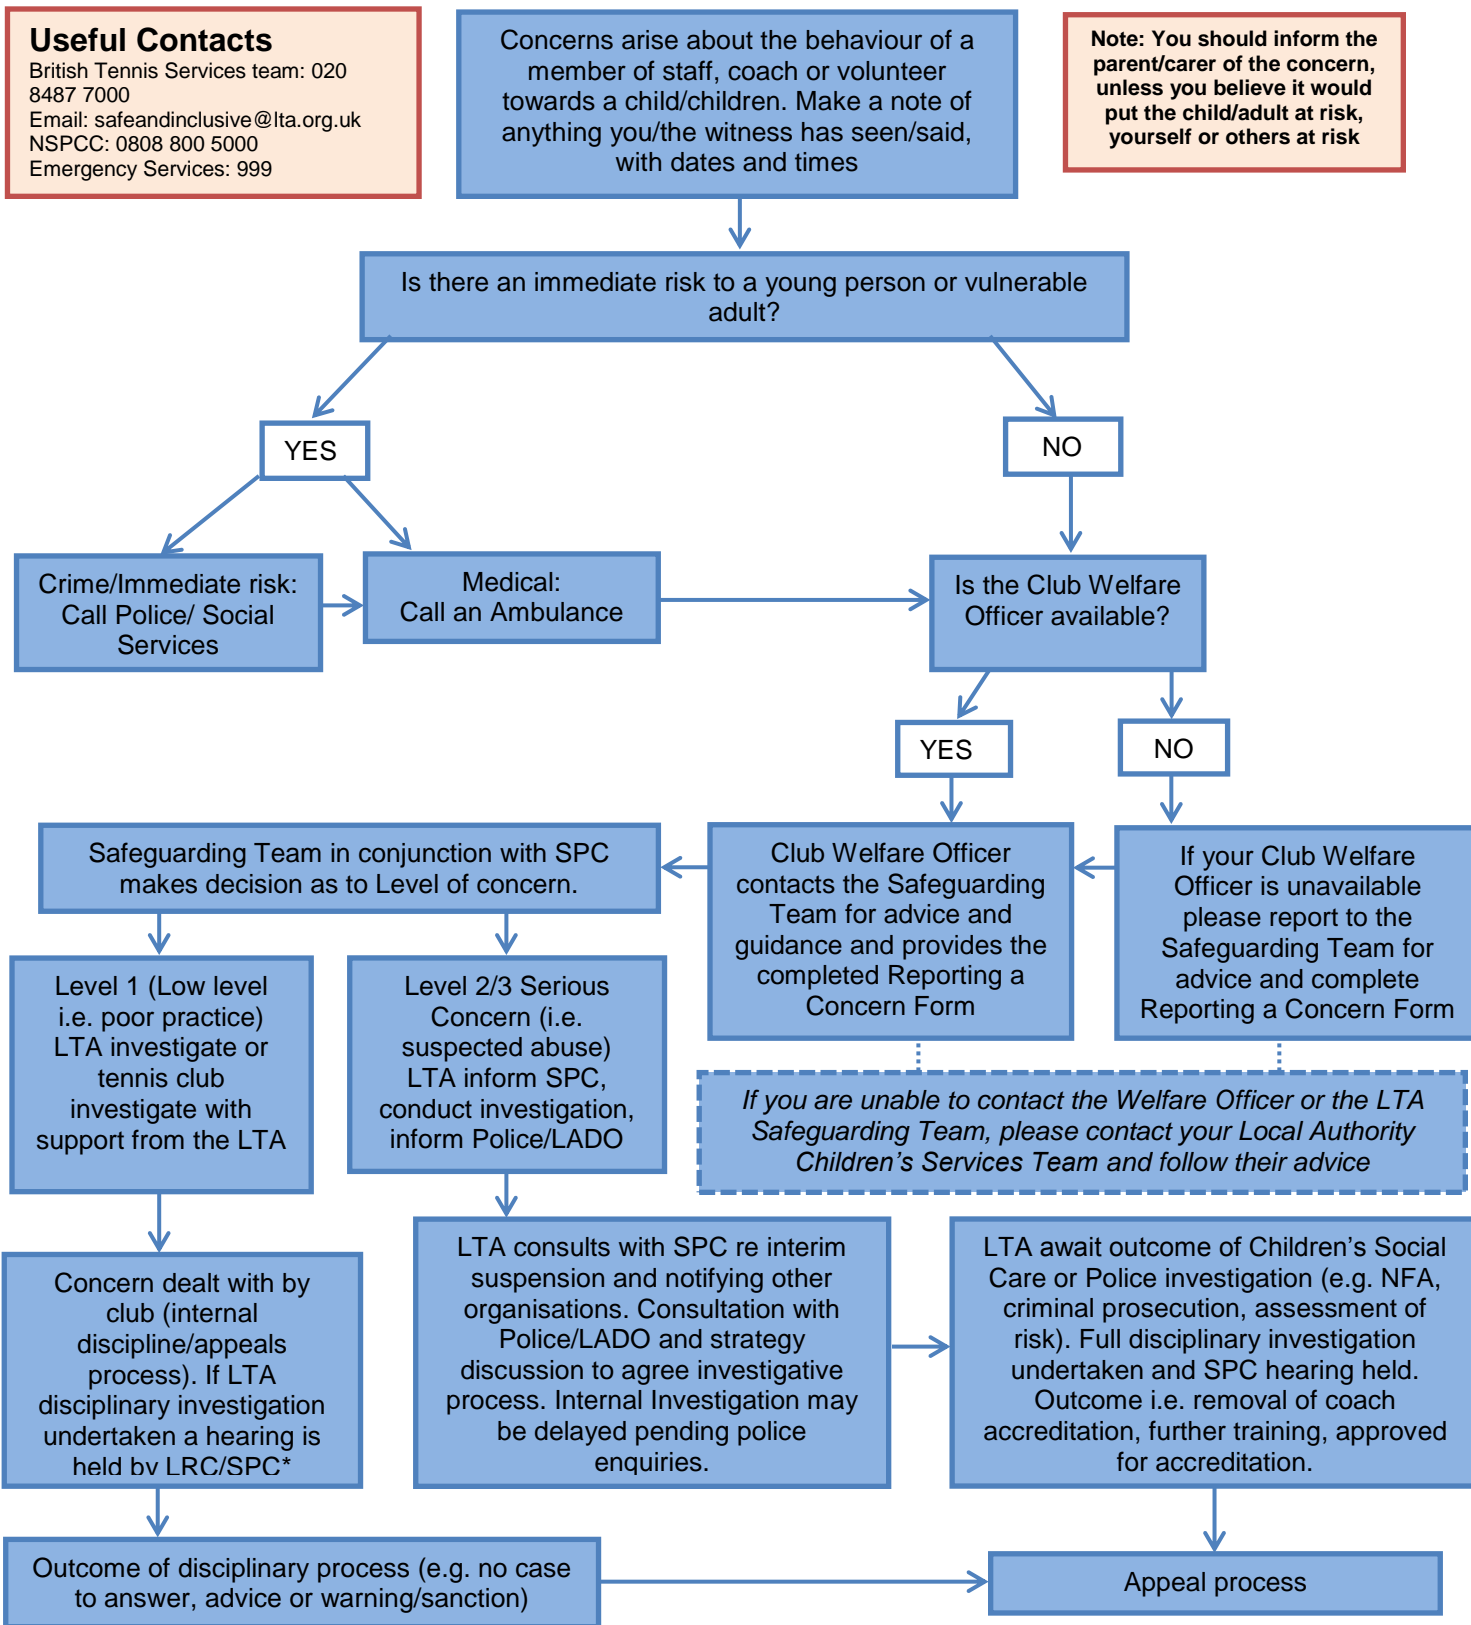 Useful Contacts
British Tennis Services team: 020
8487 7000
Email: safeandinclusive@lta.org.uk
NSPCC: 0808 800 5000
Emergency Services: 999
Concerns arise about the behaviour of a
member of staff, coach or volunteer
towards a child/children. Make a note of
anything you/the witness has seen/said,
with dates and times
Note: You should inform the
parent/carer of the concern,
unless you believe it would
put the child/adult at risk,
yourself or others at risk
Is there an immediate risk to a young person or vulnerable
adult?
YES
NO
Crime/Immediate risk:
Call Police/ Social
Services
Medical:
Call an Ambulance
Is the Club Welfare
Officer available?
YES
NO
Safeguarding Team in conjunction with SPC
makes decision as to Level of concern.
Club Welfare Officer
contacts the Safeguarding
Team for advice and
guidance and provides the
completed Reporting a
Concern Form
If your Club Welfare
Officer is unavailable
please report to the
Safeguarding Team for
advice and complete
Reporting a Concern Form
Level 1 (Low level
i.e. poor practice)
LTA investigate or
tennis club
investigate with
support from the LTA
Level 2/3 Serious
Concern (i.e.
suspected abuse)
LTA inform SPC,
conduct investigation,
inform Police/LADO
If you are unable to contact the Welfare Officer or the LTA
Safeguarding Team, please contact your Local Authority
Children’s Services Team and follow their advice
Concern dealt with by
club (internal
discipline/appeals
process). If LTA
disciplinary investigation
undertaken a hearing is
held by LRC/SPC*
LTA consults with SPC re interim
suspension and notifying other
organisations. Consultation with
Police/LADO and strategy
discussion to agree investigative
process. Internal Investigation may
be delayed pending police
enquiries.
LTA await outcome of Children’s Social
Care or Police investigation (e.g. NFA,
criminal prosecution, assessment of
risk). Full disciplinary investigation
undertaken and SPC hearing held.
Outcome i.e. removal of coach
accreditation, further training, approved
for accreditation.
Outcome of disciplinary process (e.g. no case
to answer, advice or warning/sanction)
Appeal process